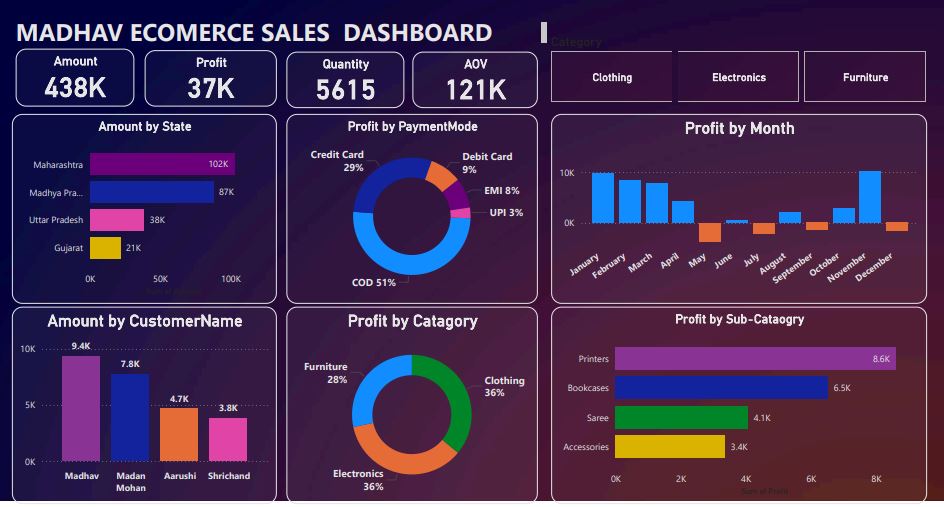 MADHAV ECOMERCE SALES DASHBOARD
Category
Amount
438K
Profit
37K
Quantity
5615
AOV
121K
Clothing
Electronics
Furniture
Amount by State
Maharashtra
102K
Madhya Pra...
87K
Uttar Pradesh
38K
Gujarat
21K
0K 50K 100K
Profit by PaymentMode
Credit Card
29%
Debit Card
9%
EMI 8%
UPI 3%
COD 51%
Profit by Month
10K
0K
January
February
March
April
May
June
July
August
September
October
November
December
Amount by CustomerName
10K
5K
0K
9.4K
7.8K
4.7K
3.8K
Madhav
Madan
Mohan
Aarushi
Shrichand
Profit by Catagory
Furniture
28%
Clothing
36%
Electronics
36%
Profit by Sub-Cataogry
Printers
8.6K
Bookcases
6.5K
Saree
4.1K
Accessories
3.4K
0K 2K 4K 6K 8K
Sum of Profit